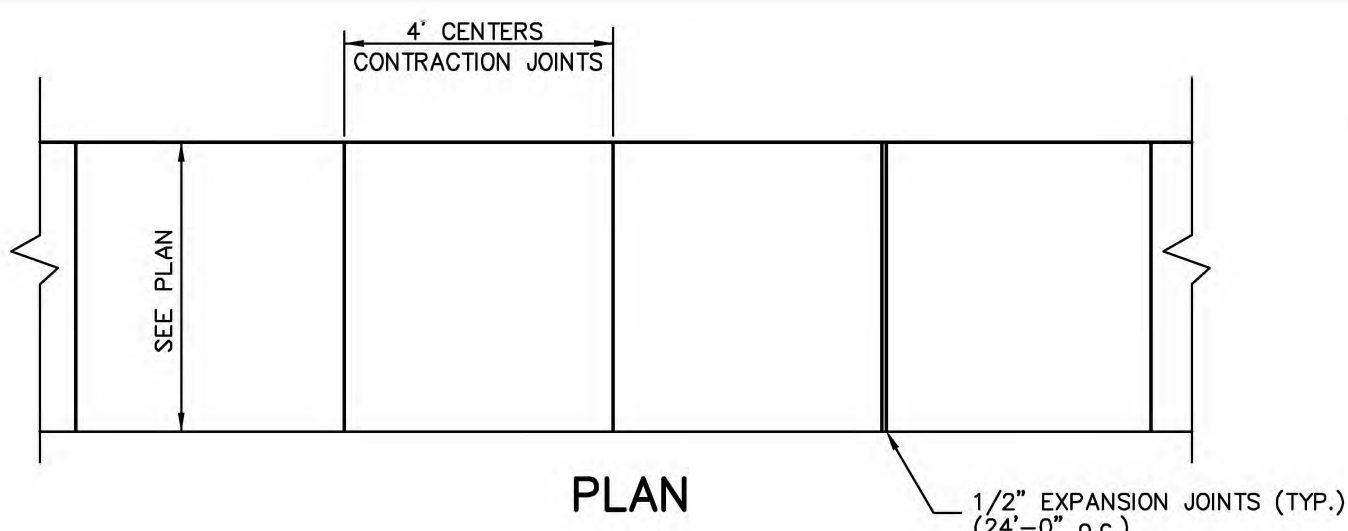 4' CENTERS
CONTRACTION JOINTS
SEE PLAN
PLAN
1/2" EXPANSION JOINTS (TYP.)
(24'-0" o.c.)